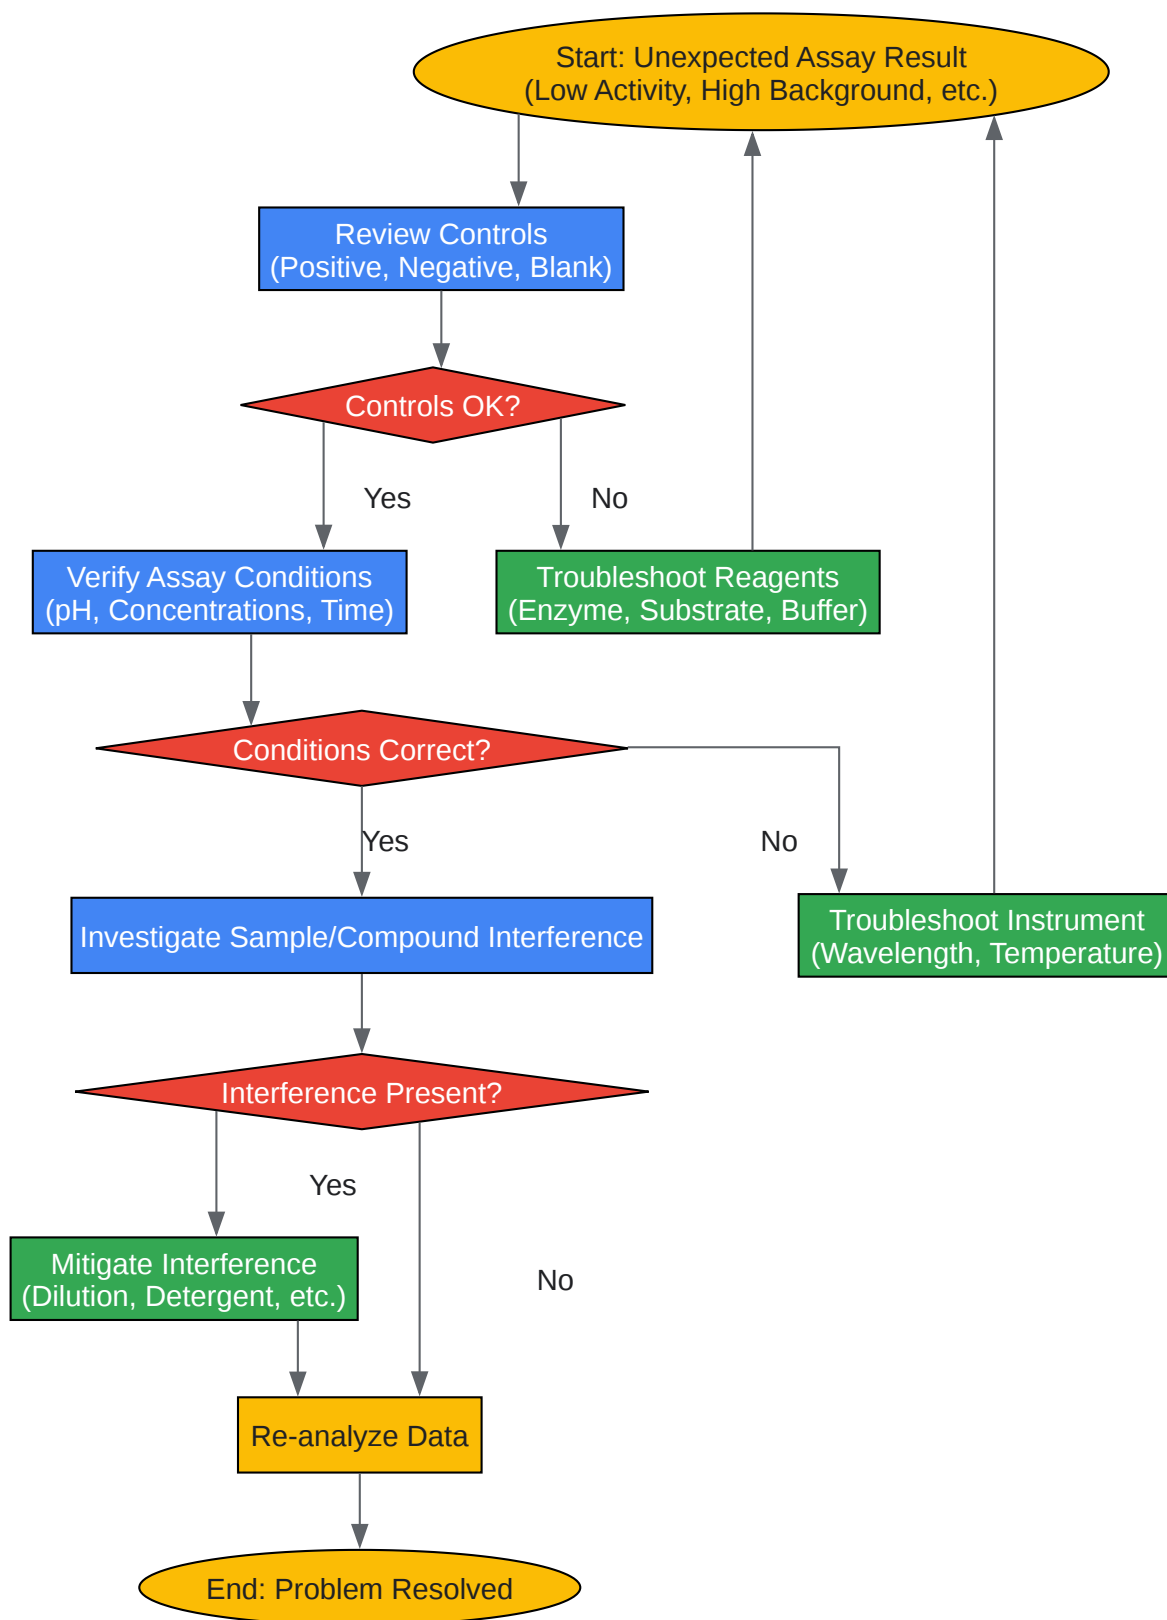 Start: Unexpected Assay Result
(Low Activity, High Background, etc.)
Review Controls
(Positive, Negative, Blank)
Controls OK?
Yes
No
Verify Assay Conditions
(pH, Concentrations, Time)
Troubleshoot Reagents
(Enzyme, Substrate, Buffer)
Conditions Correct?
Yes
No
Investigate Sample/Compound Interference
Troubleshoot Instrument
(Wavelength, Temperature)
Interference Present?
Yes
No
Mitigate Interference
(Dilution, Detergent, etc.)
Re-analyze Data
End: Problem Resolved